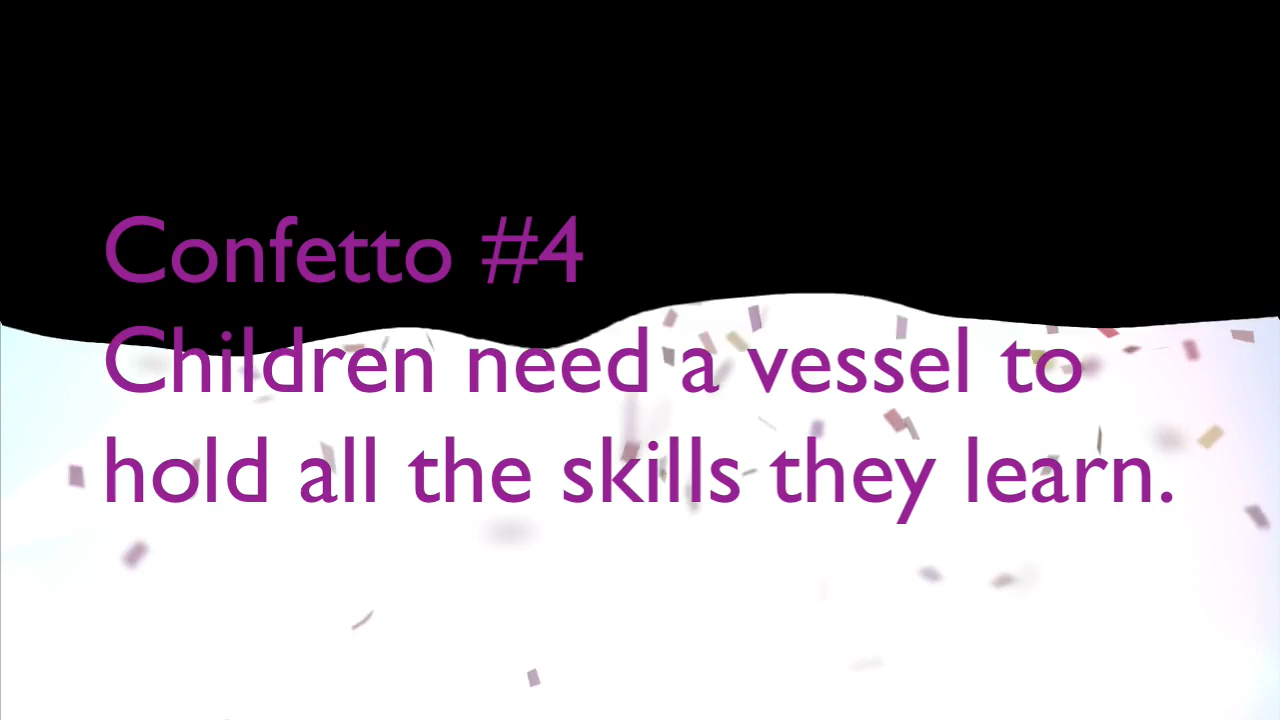 Confetto #4
Children need a vessel to
hold all the skills they learn.